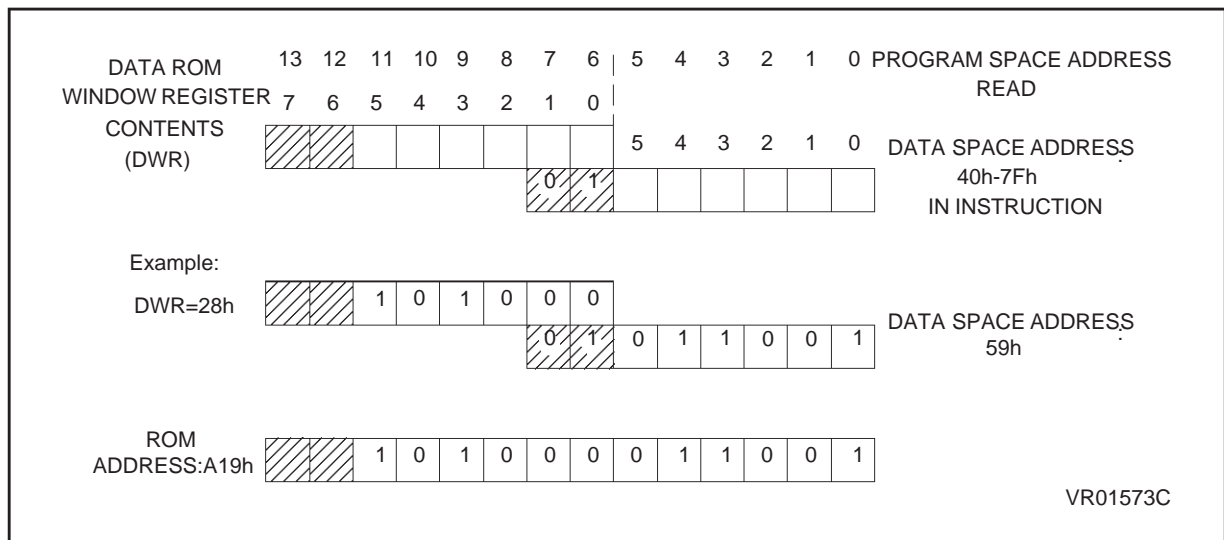 13 12 11 10 9 8 7 6 5 4 3 2 1 0 PROGRAM SPACE ADDRESS
DATA ROM
READ
WINDOW REGISTER 7 6 5 4 3 2 1 0
CONTENTS
(DWR)
5 4 3 2 1 0 DATA SPACE ADDRESS :
0 1
40h-7Fh
IN INSTRUCTION
Example:
DWR=28h 1 0 1 0 0 0
0 1 0 1 1 0 0 1 DATA SPACE ADDRESS :
59h
ROM
ADDRESS:A19h 1 0 1 0 0 0 0 1 1 0 0 1
VR01573C